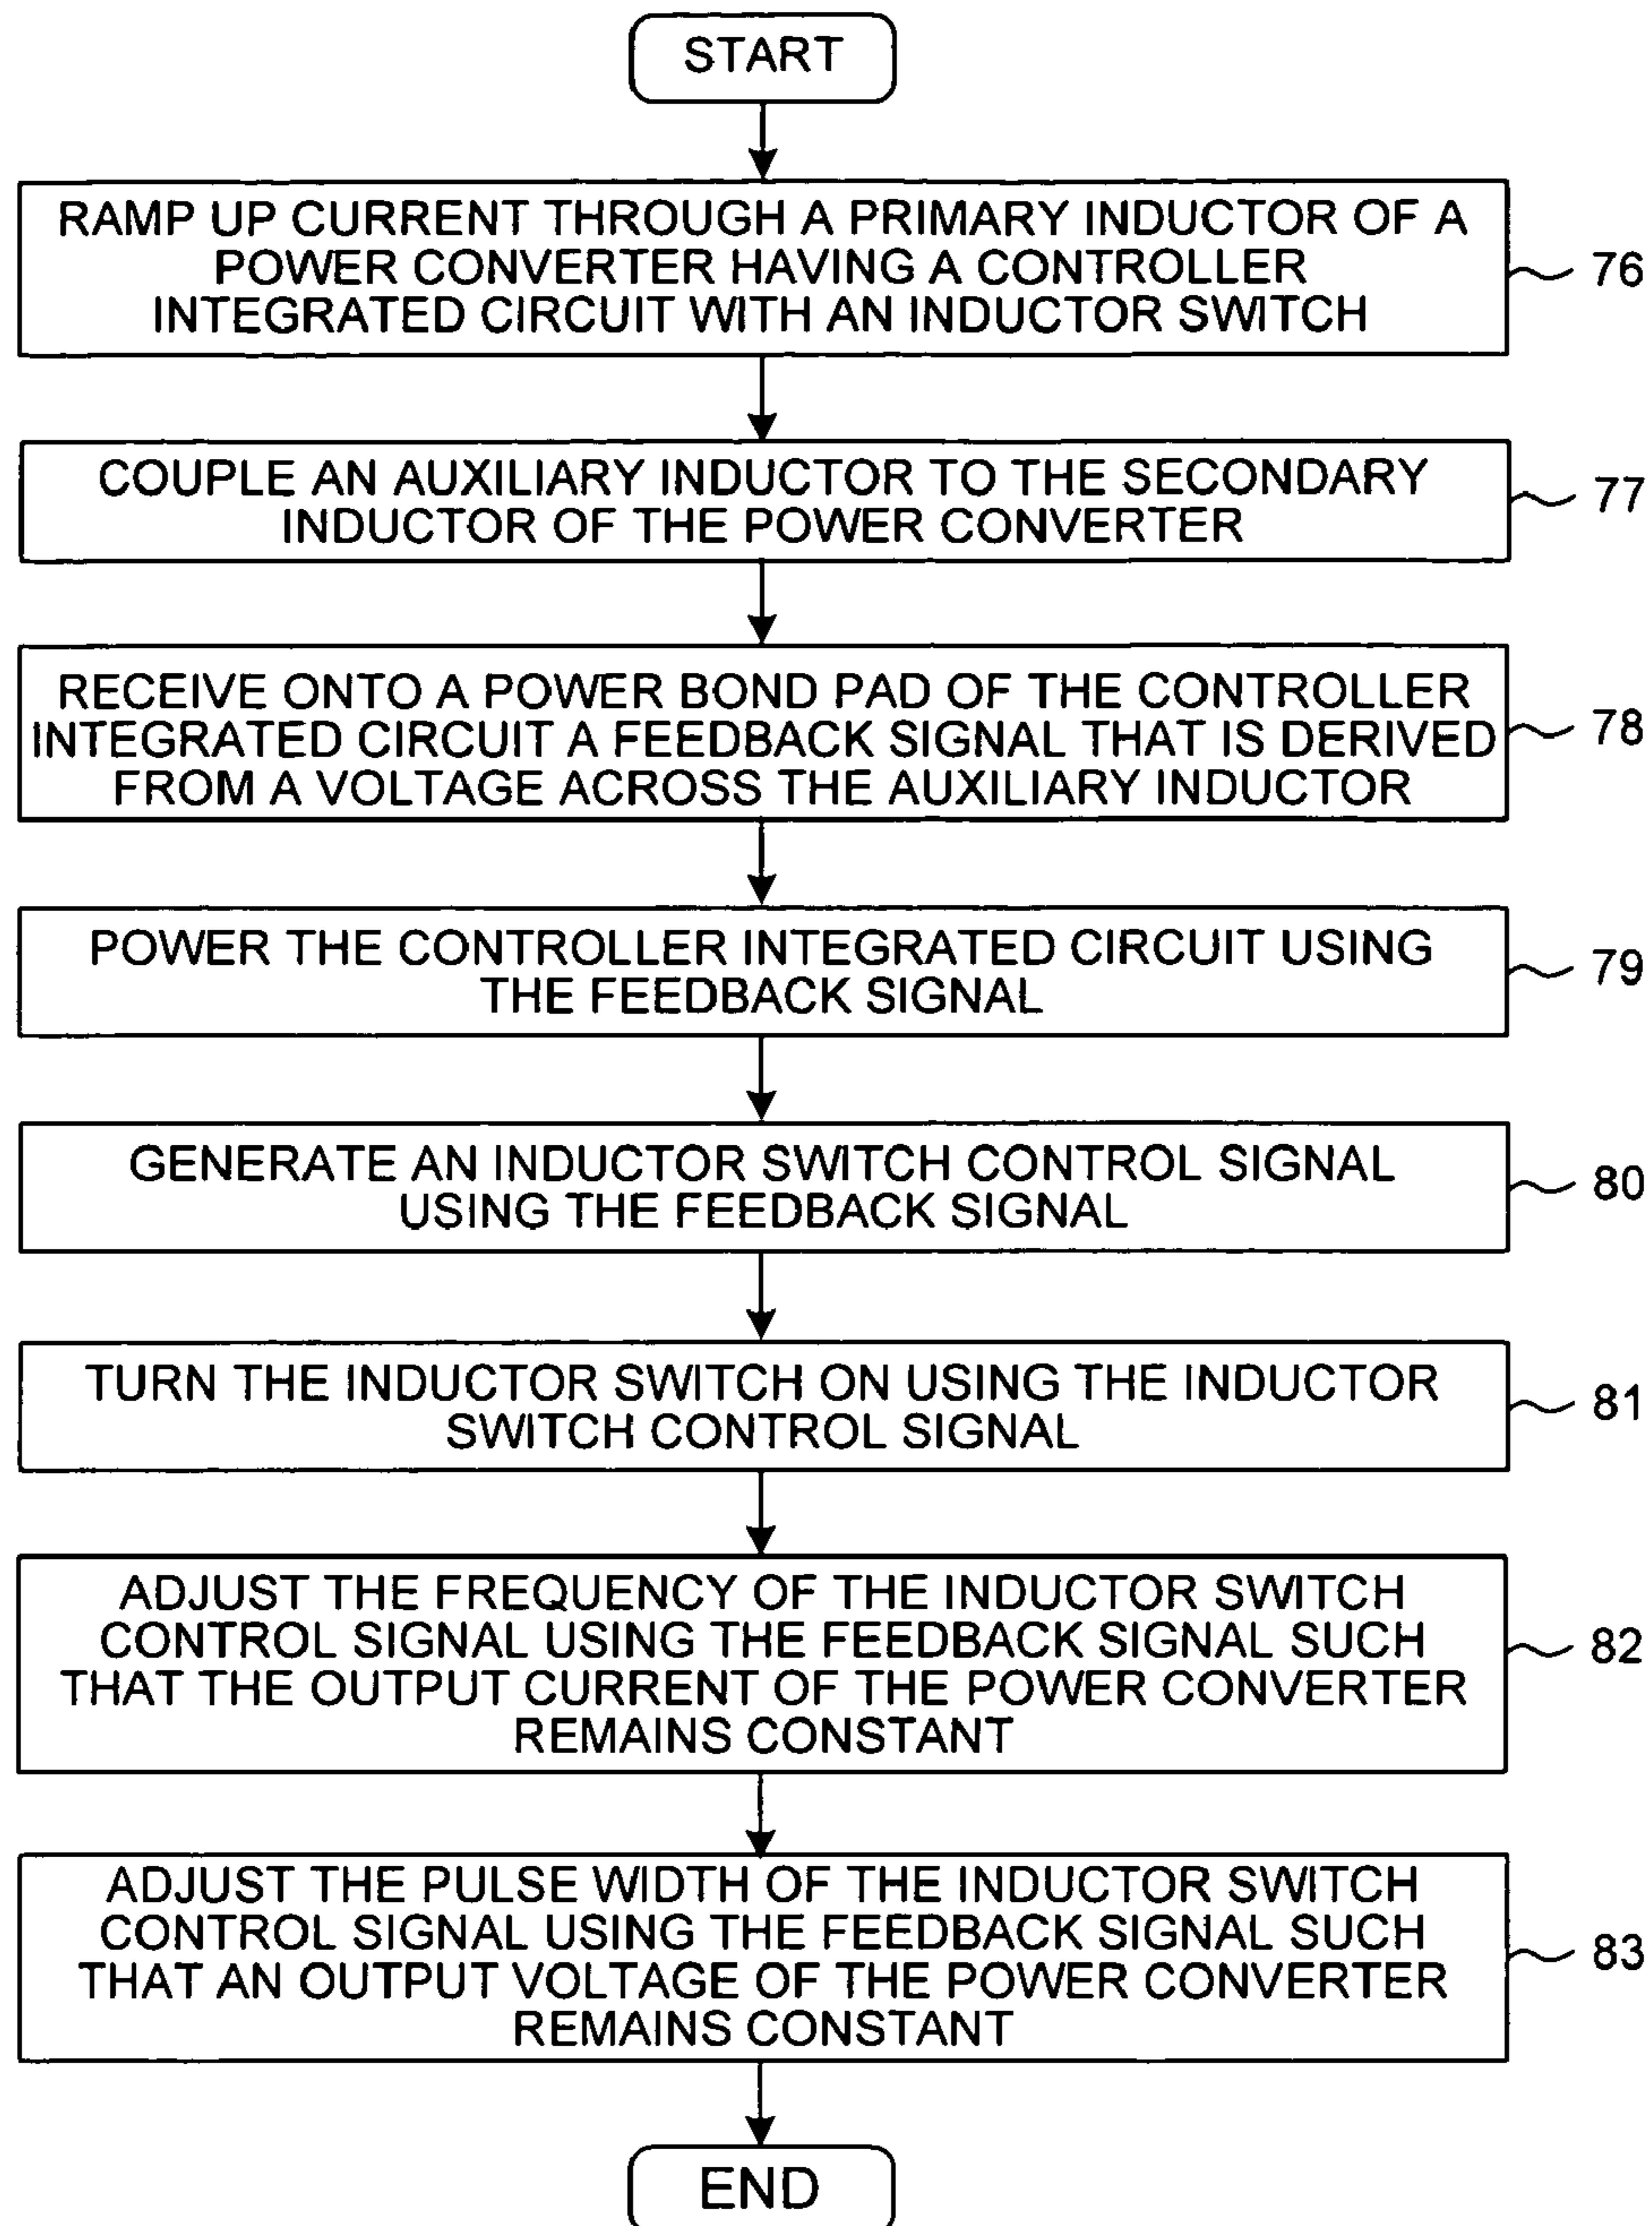 START
RAMP UP CURRENT THROUGH A PRIMARY INDUCTOR OF A
POWER CONVERTER HAVING A CONTROLLER
INTEGRATED CIRCUIT WITH AN INDUCTOR SWITCH
76
COUPLE AN AUXILIARY INDUCTOR TO THE SECONDARY
INDUCTOR OF THE POWER CONVERTER
77
RECEIVE ONTO A POWER BOND PAD OF THE CONTROLLER
INTEGRATED CIRCUIT A FEEDBACK SIGNAL THAT IS DERIVED
FROM A VOLTAGE ACROSS THE AUXILIARY INDUCTOR
78
POWER THE CONTROLLER INTEGRATED CIRCUIT USING
THE FEEDBACK SIGNAL
79
GENERATE AN INDUCTOR SWITCH CONTROL SIGNAL
USING THE FEEDBACK SIGNAL
80
TURN THE INDUCTOR SWITCH ON USING THE INDUCTOR
SWITCH CONTROL SIGNAL
81
ADJUST THE FREQUENCY OF THE INDUCTOR SWITCH
CONTROL SIGNAL USING THE FEEDBACK SIGNAL SUCH
THAT THE OUTPUT CURRENT OF THE POWER CONVERTER
REMAINS CONSTANT
82
ADJUST THE PULSE WIDTH OF THE INDUCTOR SWITCH
CONTROL SIGNAL USING THE FEEDBACK SIGNAL SUCH
THAT AN OUTPUT VOLTAGE OF THE POWER CONVERTER
REMAINS CONSTANT
83
END